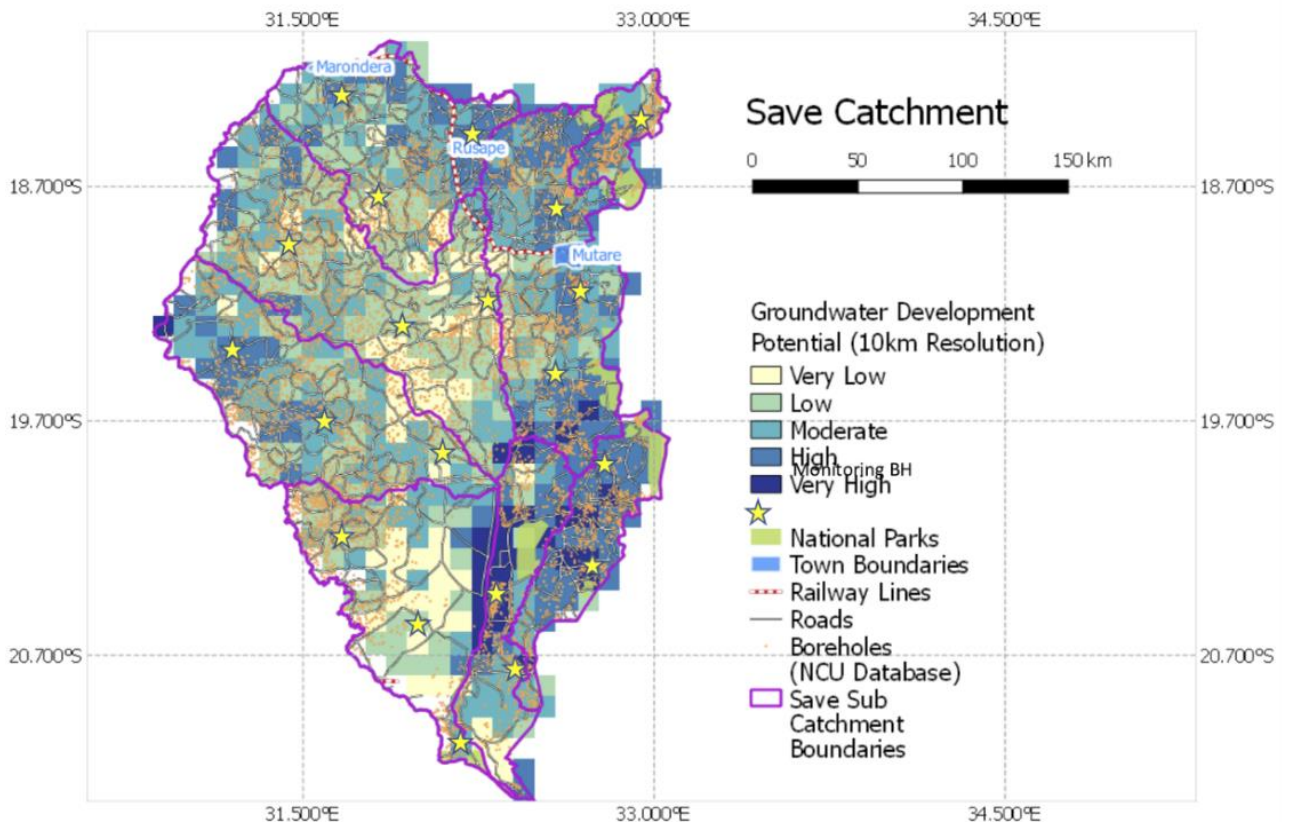 31.500°E 33.000°E 34.500°E
Marondera
Save Catchment
Rusape
0 50 100 150 km
18.700°S 18.700°S
Mutare
Groundwater Development
Potential (10km Resolution)
Very Low
Low
19.700°S 19.700°S
Moderate
High
Monitoring BH
Very High
National Parks
Town Boundaries
Railway Lines
Roads
Boreholes
20.700°S 20.700°S
(NCU Database)
Save Sub
Catchment
Boundaries
31.500°E 33.000°E 34.500°E